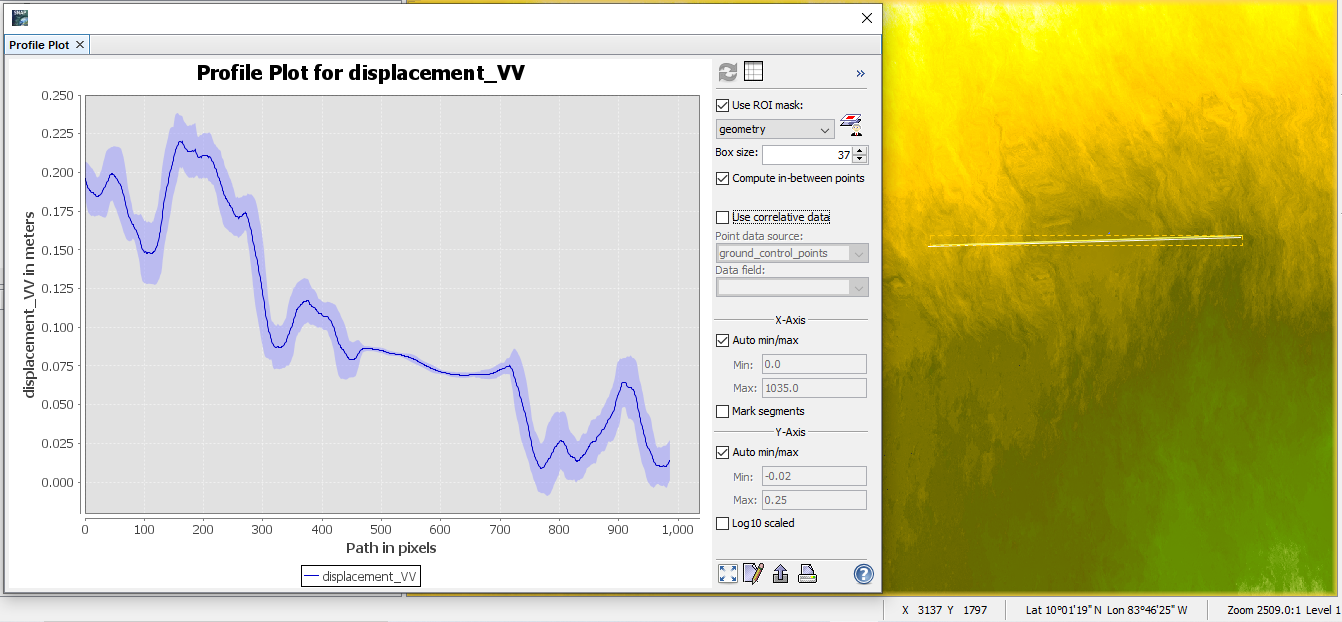 SNAP
Profile Plot
Profile Plot for displacement_VV
0.250
0.225
0.200
0.175
0.150
0.125
0.100
0.075
0.050
0.025
0.000
displacement_VV in meters
0 100 200 300 400 500 600 700 800 900 1,000
Path in pixels
displacement_VV
»
Use ROI mask:
geometry
Box size: 37
Compute in-between points
Use correlative data
Point data source:
ground_control_points
Data field:
X-Axis
Auto min/max
Min: 0.0
Max: 1035.0
Mark segments
Y-Axis
Auto min/max
Min: -0.02
Max: 0.25
Log10 scaled
?
X 3137 Y 1797 Lat 10°01'19" N Lon 83°46'25" W Zoom 2509.0:1 Level 1